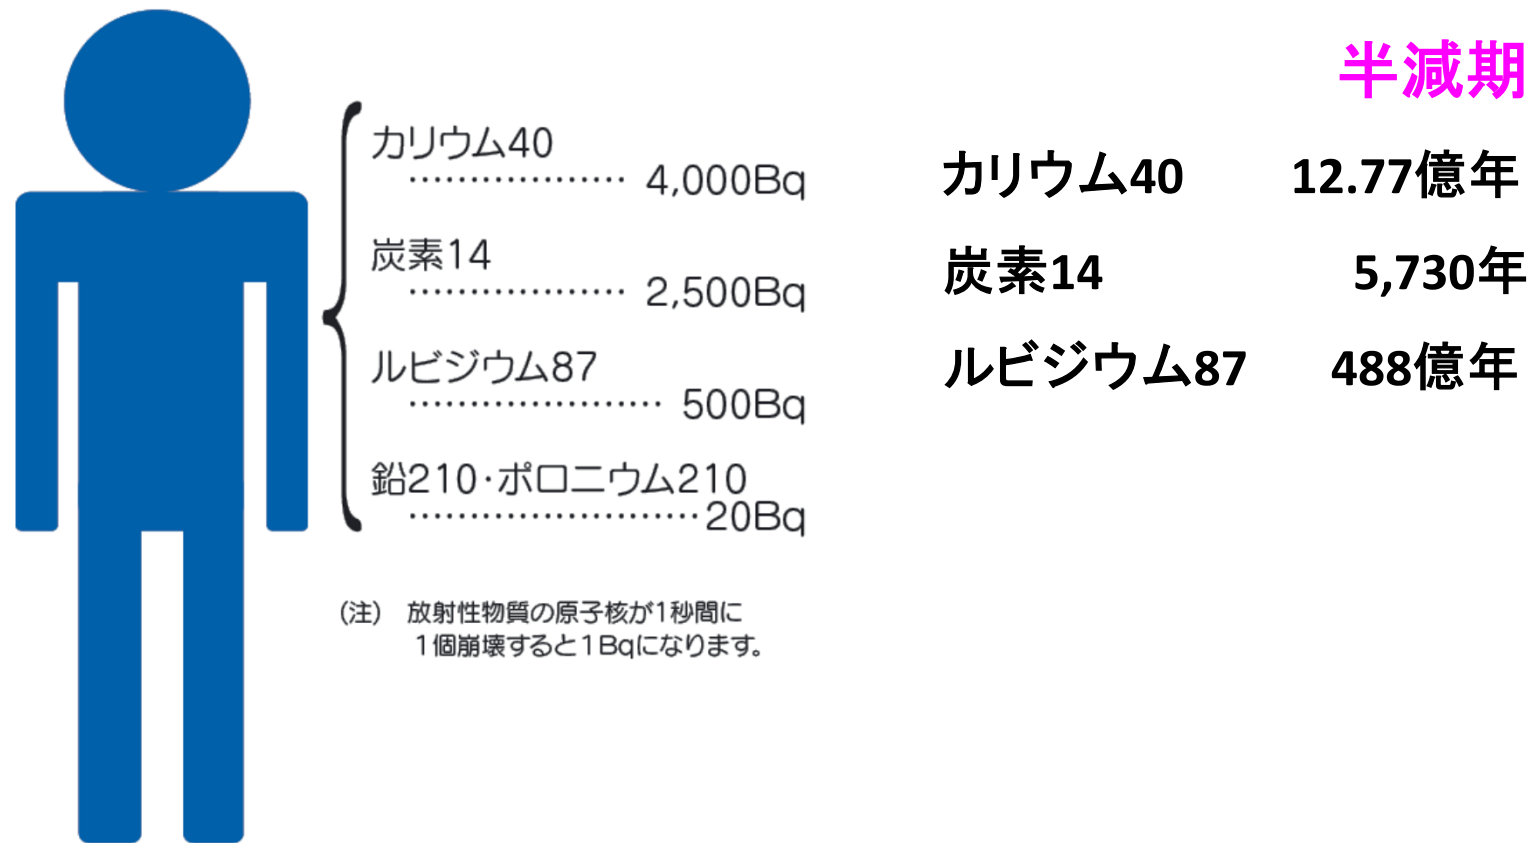 カリウム40
……………… 4,000Bq
炭素14
……………… 2,500Bq
ルビジウム87
………………… 500Bq
鉛210・ポロニウム210
……………………20Bq
(注) 放射性物質の原子核が1秒間に
1個崩壊すると1Bqになります。
半減期
カリウム40 12.77億年
炭素14 5,730年
ルビジウム87 488億年